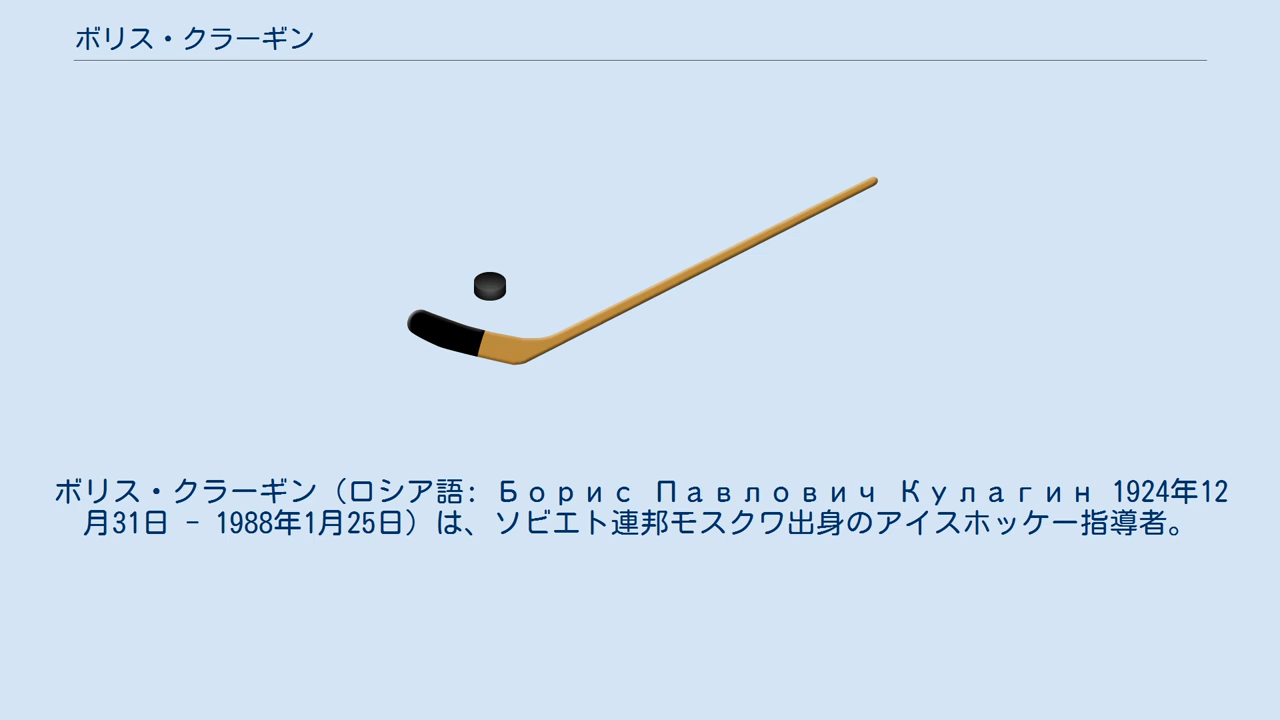 ボリス・クラーギン
ボリス・クラーギン（ロシア語: Борис Павлович Кулагин 1924年12
月31日 - 1988年1月25日）は、ソビエト連邦モスクワ出身のアイスホッケー指導者。